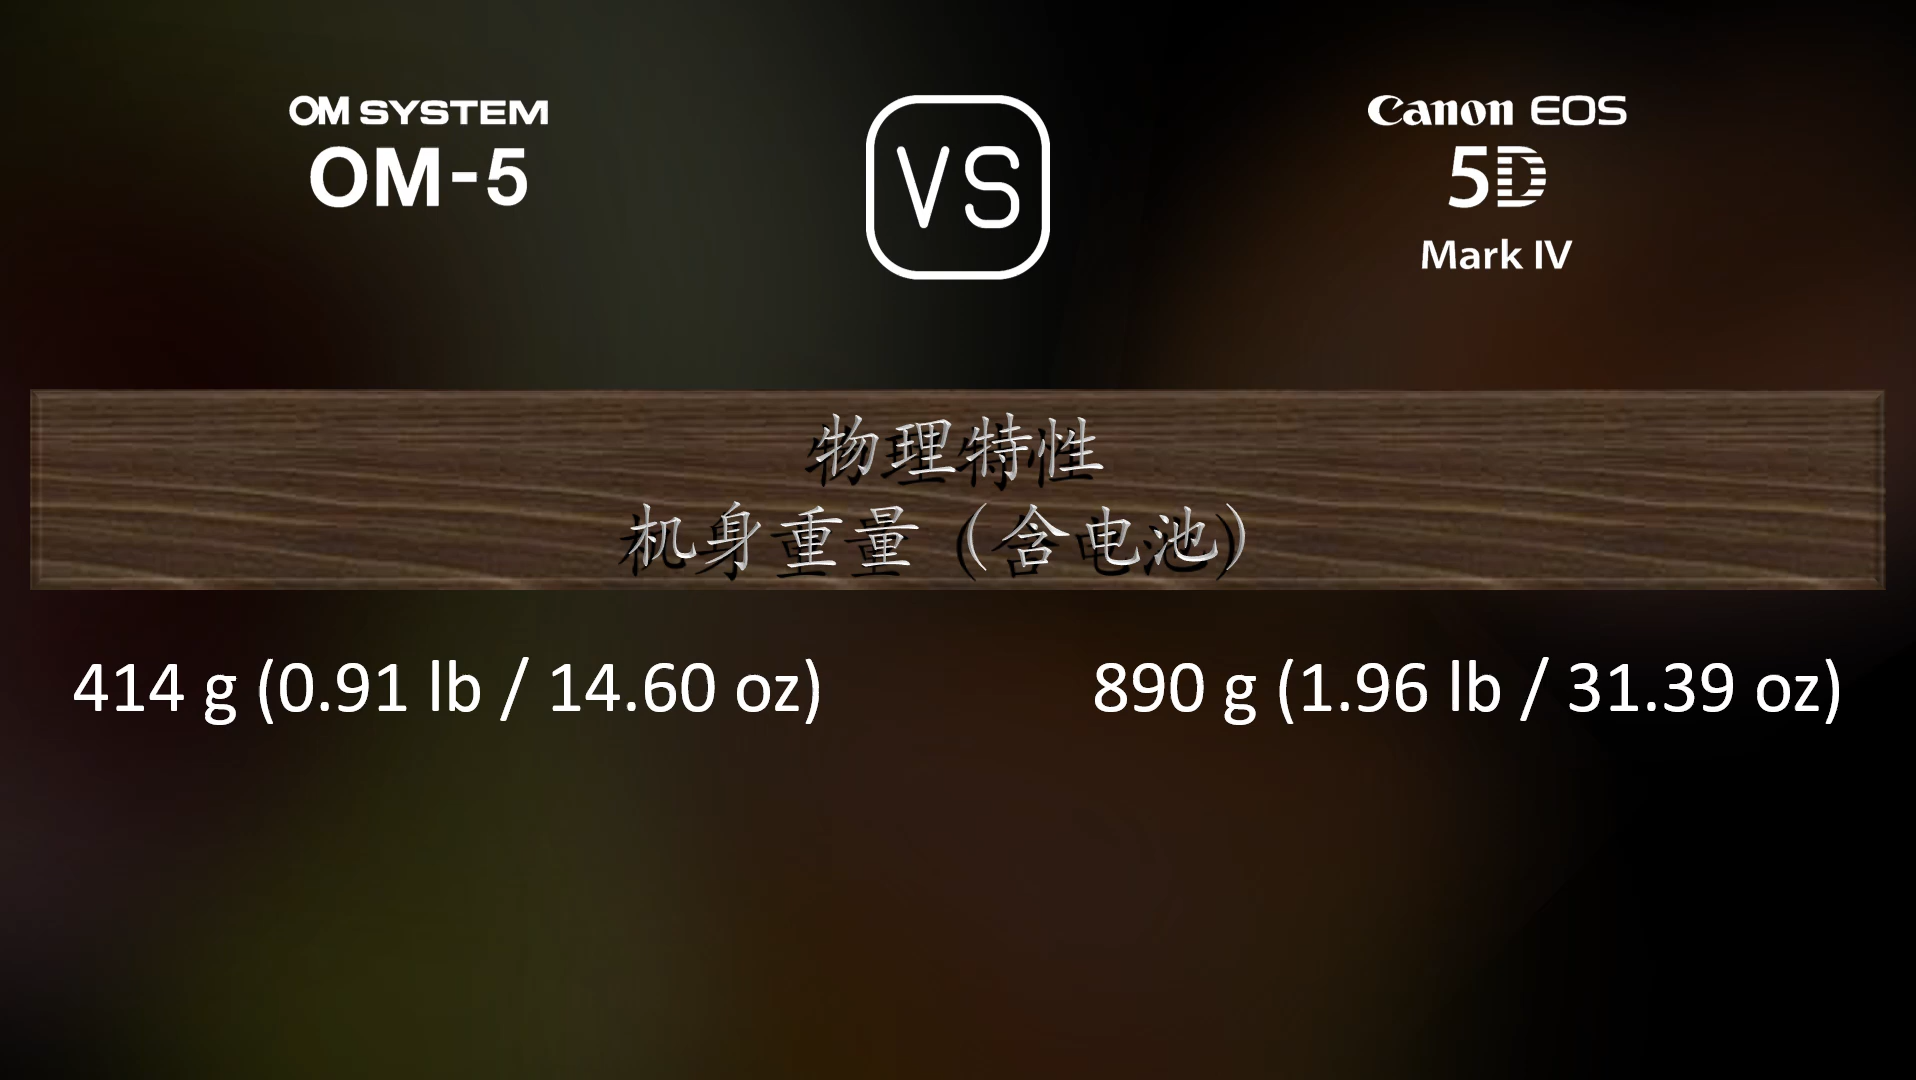 OM SYSTEM
OM-5
VS
Canon EOS
5D
Mark IV
物理特性
机身重量（含电池）
414 g (0.91 lb / 14.60 oz)
890 g (1.96 lb / 31.39 oz)